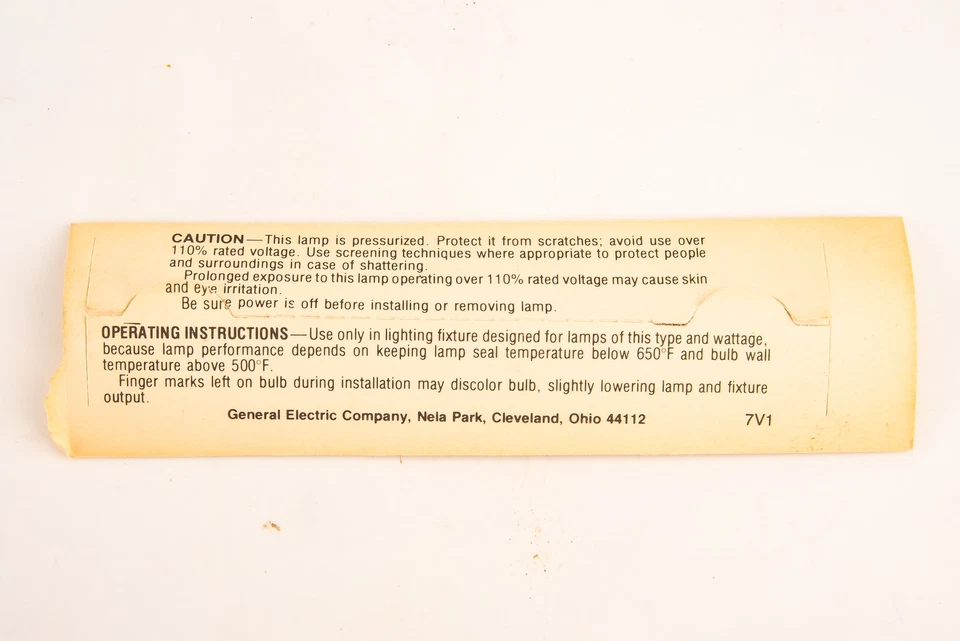 CAUTION—This lamp is pressurized. Protect it from scratches; avoid use over
110% rated voltage. Use screening techniques where appropriate to protect people
and surroundings in case of shattering.
Prolonged exposure to this lamp operating over 110% rated voltage may cause skin
and eye irritation.
Be sure power is off before installing or removing lamp.
OPERATING INSTRUCTIONS—Use only in lighting fixture designed for lamps of this type and wattage,
because lamp performance depends on keeping lamp seal temperature below 650°F and bulb wall
temperature above 500°F.
Finger marks left on bulb during installation may discolor bulb, slightly lowering lamp and fixture
output.
General Electric Company, Nela Park, Cleveland, Ohio 44112 7V1